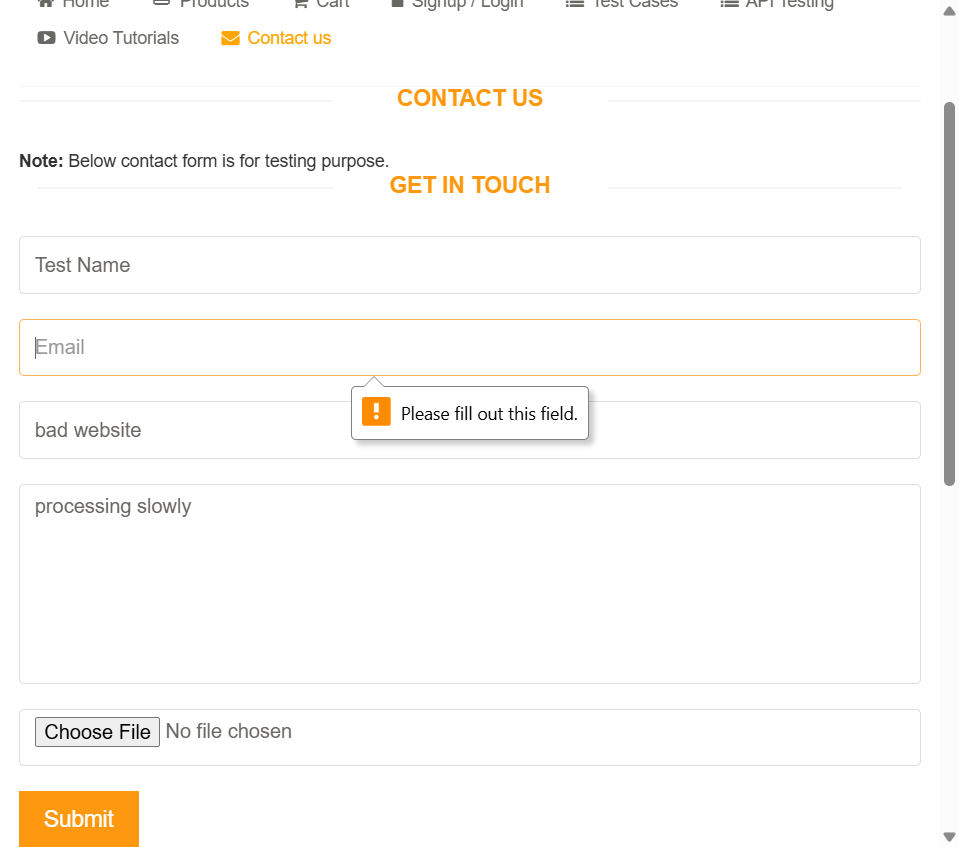 Home Products Cart Signup / Login Test Cases API Testing
Video Tutorials Contact us
CONTACT US
Note: Below contact form is for testing purpose.
GET IN TOUCH
Test Name
Email
Please fill out this field.
bad website
processing slowly
Choose File No file chosen
Submit